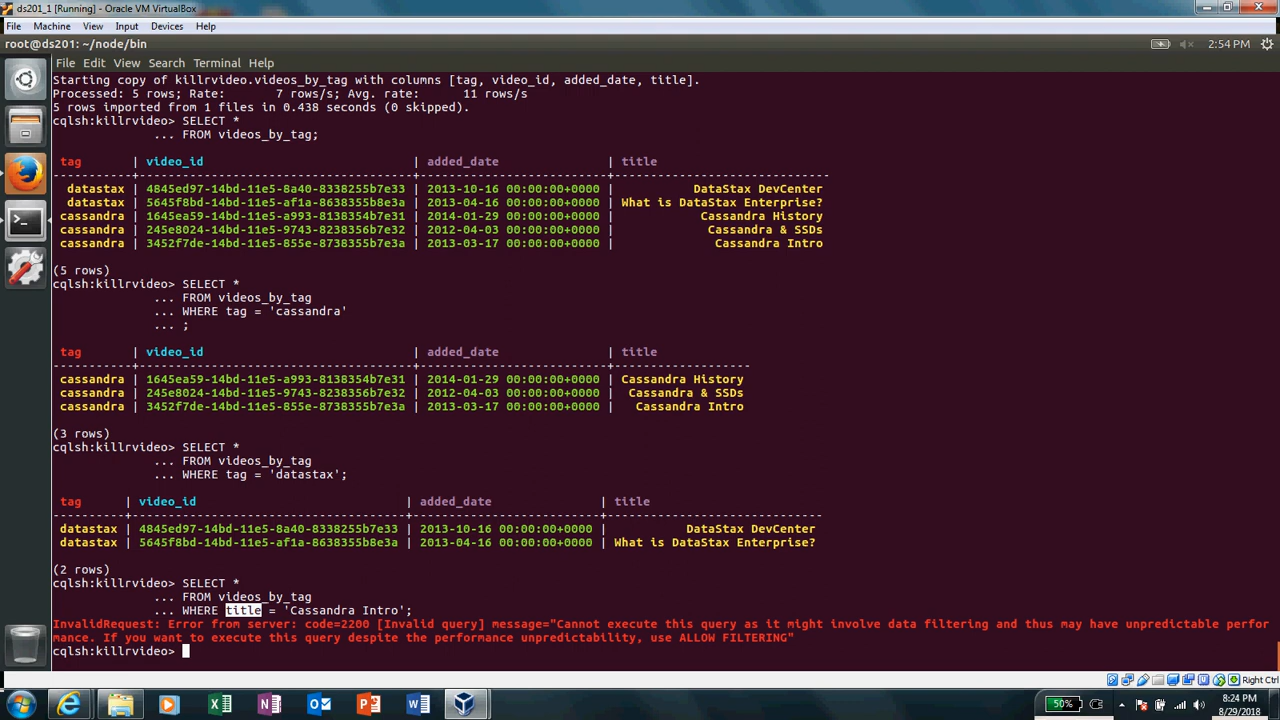 ds201_1 [Running] - Oracle VM VirtualBox
File Machine View Input Devices Help
root@ds201: ~/node/bin 2:54 PM
File Edit View Search Terminal Help
Starting copy of killrvideo.videos_by_tag with columns [tag, video_id, added_date, title].
Processed: 5 rows; Rate:       7 rows/s; Avg. rate:      11 rows/s
5 rows imported from 1 files in 0.438 seconds (0 skipped).
cqlsh:killrvideo> SELECT *
              ... FROM videos_by_tag;
 tag       | video_id                             | added_date               | title
-----------+--------------------------------------+--------------------------+------------------------------
  datastax | 4845ed97-14bd-11e5-8a40-8338255b7e33 | 2013-10-16 00:00:00+0000 |           DataStax DevCenter
  datastax | 5645f8bd-14bd-11e5-af1a-8638355b8e3a | 2013-04-16 00:00:00+0000 | What is DataStax Enterprise?
 cassandra | 1645ea59-14bd-11e5-a993-8138354b7e31 | 2014-01-29 00:00:00+0000 |            Cassandra History
 cassandra | 245e8024-14bd-11e5-9743-8238356b7e32 | 2012-04-03 00:00:00+0000 |             Cassandra & SSDs
 cassandra | 3452f7de-14bd-11e5-855e-8738355b7e3a | 2013-03-17 00:00:00+0000 |              Cassandra Intro
(5 rows)
cqlsh:killrvideo> SELECT *
              ... FROM videos_by_tag
              ... WHERE tag = 'cassandra'
              ... ;
 tag       | video_id                             | added_date               | title
-----------+--------------------------------------+--------------------------+-------------------
 cassandra | 1645ea59-14bd-11e5-a993-8138354b7e31 | 2014-01-29 00:00:00+0000 | Cassandra History
 cassandra | 245e8024-14bd-11e5-9743-8238356b7e32 | 2012-04-03 00:00:00+0000 |  Cassandra & SSDs
 cassandra | 3452f7de-14bd-11e5-855e-8738355b7e3a | 2013-03-17 00:00:00+0000 |   Cassandra Intro
(3 rows)
cqlsh:killrvideo> SELECT *
              ... FROM videos_by_tag
              ... WHERE tag = 'datastax';
 tag      | video_id                             | added_date               | title
----------+--------------------------------------+--------------------------+------------------------------
 datastax | 4845ed97-14bd-11e5-8a40-8338255b7e33 | 2013-10-16 00:00:00+0000 |           DataStax DevCenter
 datastax | 5645f8bd-14bd-11e5-af1a-8638355b8e3a | 2013-04-16 00:00:00+0000 | What is DataStax Enterprise?
(2 rows)
cqlsh:killrvideo> SELECT *
              ... FROM videos_by_tag
              ... WHERE title = 'Cassandra Intro';
InvalidRequest: Error from server: code=2200 [Invalid query] message="Cannot execute this query as it might involve data filtering and thus may have unpredictable perfor
mance. If you want to execute this query despite the performance unpredictability, use ALLOW FILTERING"
cqlsh:killrvideo>
Right Ctrl
50% 8:24 PM
8/29/2018